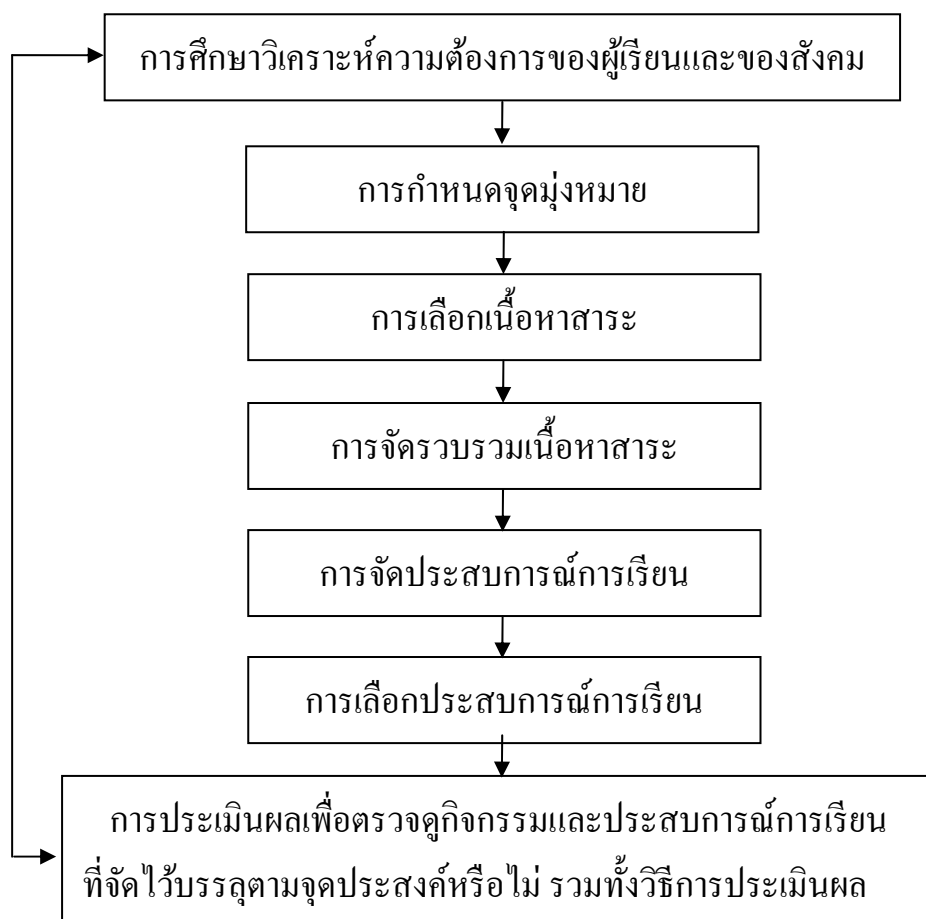 การศึกษาวิเคราะห์ความต้องการของผู้เรียนและของสังคม
การกำหนดจุดมุ่งหมาย
การเลือกเนื้อหาสาระ
การจัดรวบรวมเนื้อหาสาระ
การจัดประสบการณ์การเรียน
การเลือกประสบการณ์การเรียน
การประเมินผลเพื่อตรวจดูกิจกรรมและประสบการณ์การเรียน
ที่จัดไว้บรรลุตามจุดประสงค์หรือไม่ รวมทั้งวิธีการประเมินผล